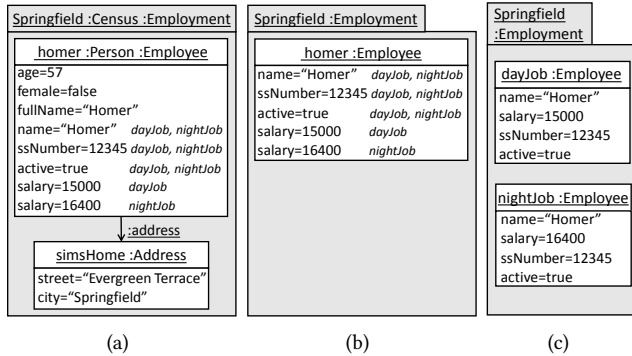 Springfield :Census :Employment
homer :Person :Employee
age=57
female=false
fullName=“Homer”
name=“Homer” dayJob, nightJob
ssNumber=12345 dayJob, nightJob
active=true dayJob, nightJob
salary=15000 dayJob
salary=16400 nightJob
:address
simsHome :Address
street=“Evergreen Terrace”
city=“Springfield”
(a)
Springfield :Employment
homer :Employee
name=“Homer” dayJob, nightJob
ssNumber=12345 dayJob, nightJob
active=true dayJob, nightJob
salary=15000 dayJob
salary=16400 nightJob
(b)
Springfield
:Employment
dayJob :Employee
name=“Homer”
salary=15000
ssNumber=12345
active=true
nightJob :Employee
name=“Homer”
salary=16400
ssNumber=12345
active=true
(c)